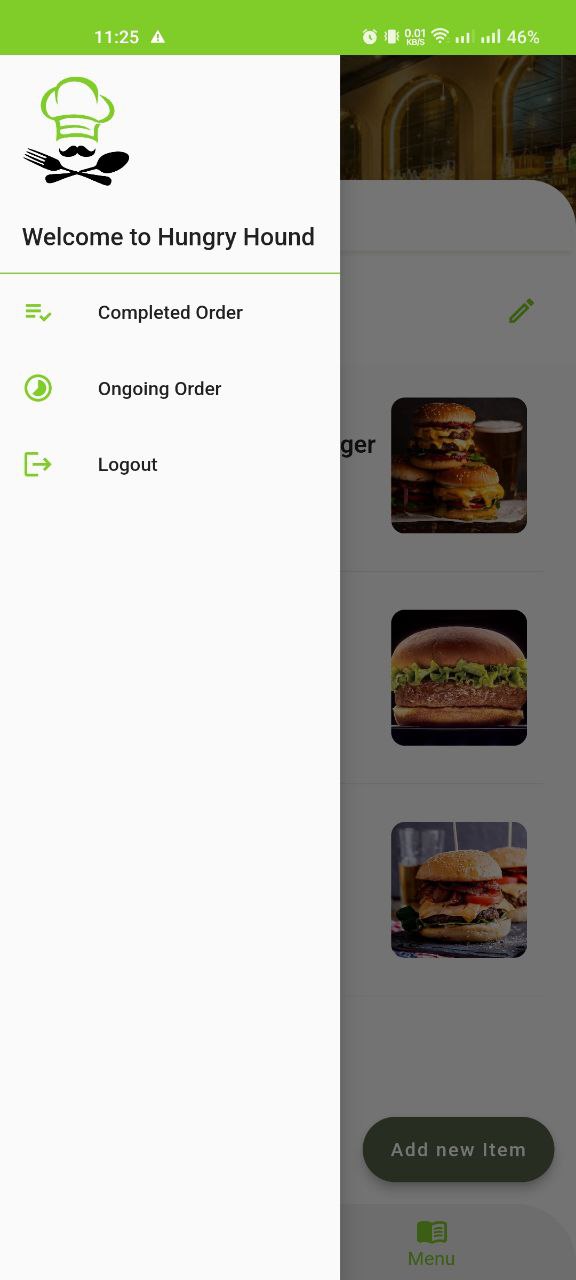 11:25
0.01
KB/S
46%
Welcome to Hungry Hound
Completed Order
Ongoing Order
Logout
ger
Add new Item
Menu